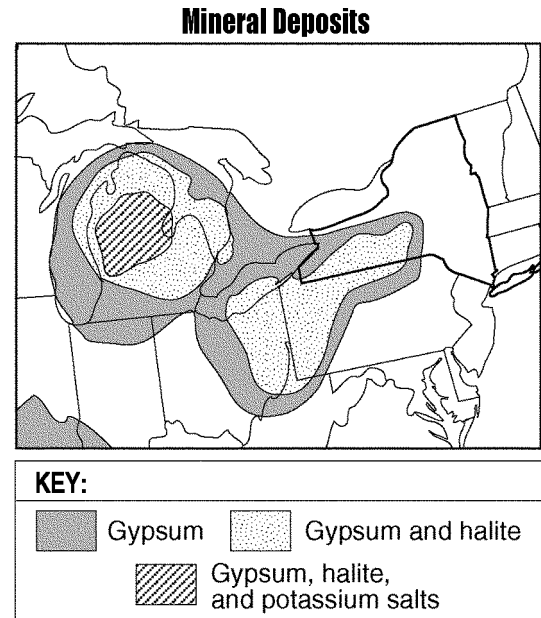 Mineral Deposits
KEY:
Gypsum
Gypsum and halite
Gypsum, halite,
and potassium salts